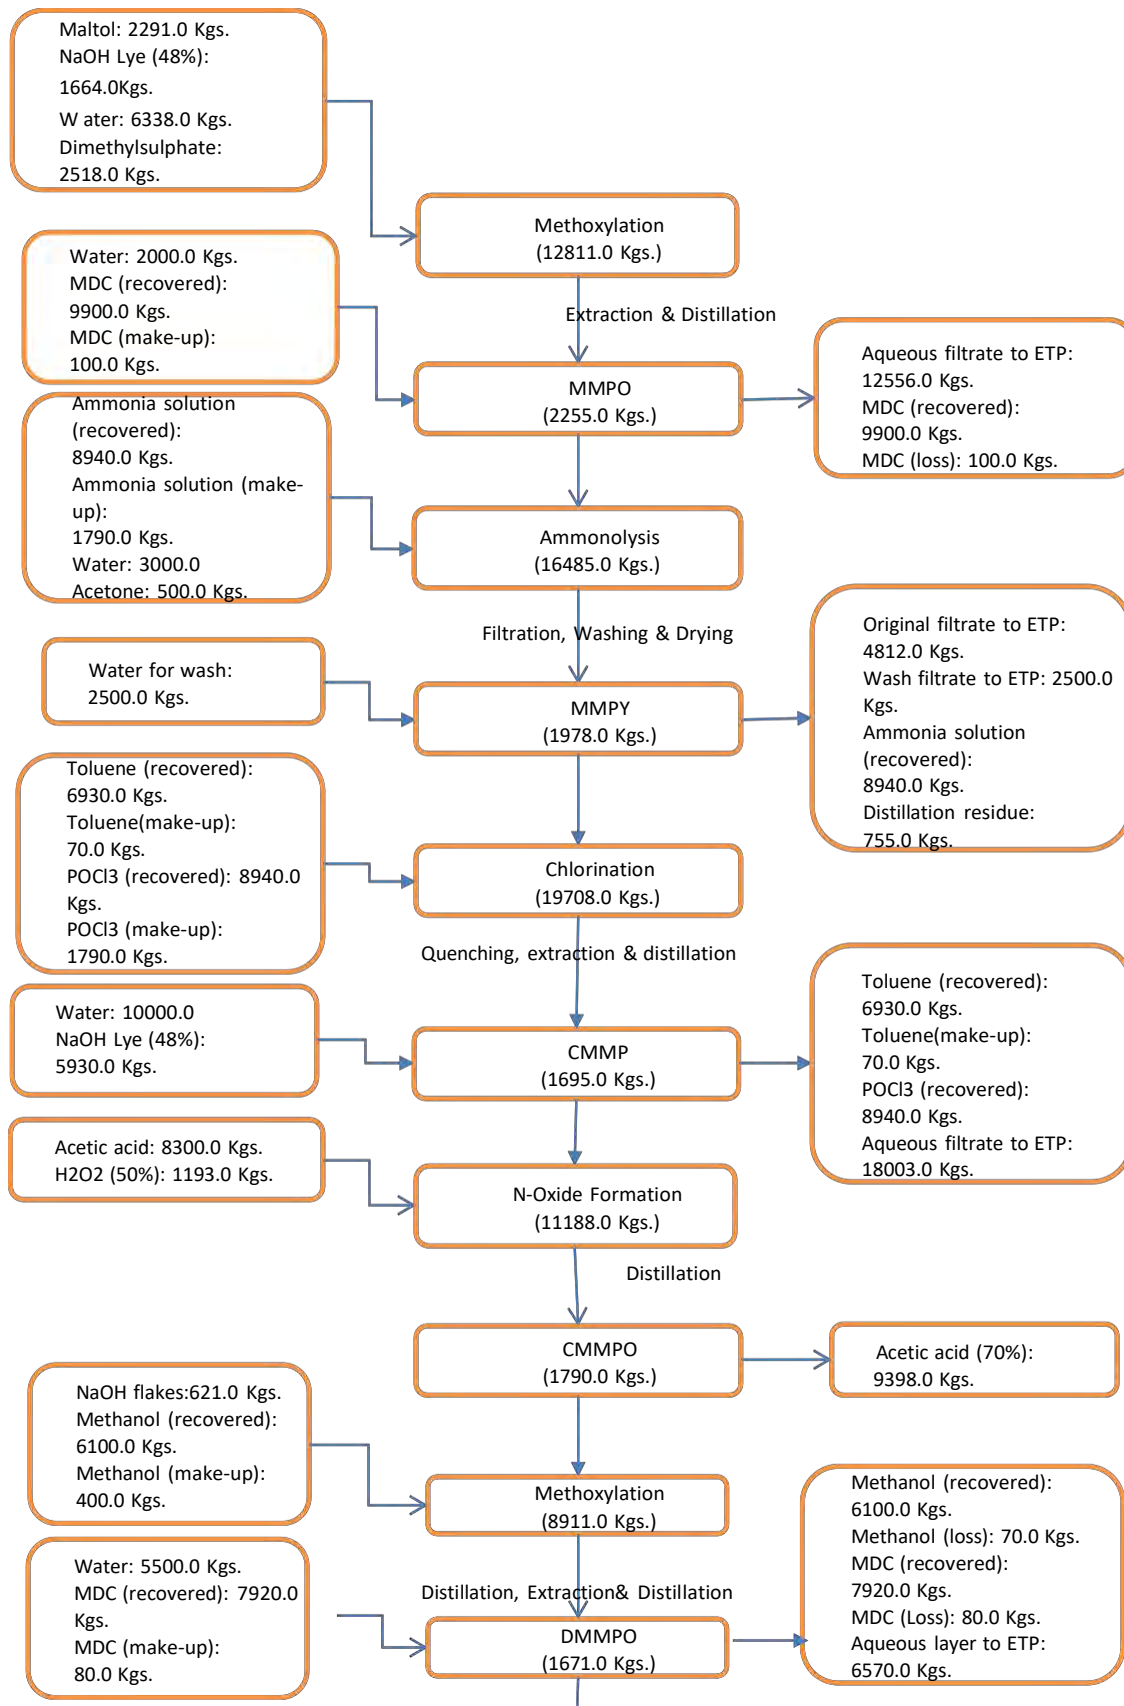 Maltol: 2291.0 Kgs.
NaOH Lye (48%):
1664.0Kgs.
W ater: 6338.0 Kgs.
Dimethylsulphate:
2518.0 Kgs.
Methoxylation
(12811.0 Kgs.)
Water: 2000.0 Kgs.
MDC (recovered):
9900.0 Kgs.
MDC (make-up):
100.0 Kgs.
Extraction & Distillation
MMPO
(2255.0 Kgs.)
Aqueous filtrate to ETP:
12556.0 Kgs.
MDC (recovered):
9900.0 Kgs.
MDC (loss): 100.0 Kgs.
Ammonia solution
(recovered):
8940.0 Kgs.
Ammonia solution (make-
up):
1790.0 Kgs.
Water: 3000.0
Acetone: 500.0 Kgs.
Ammonolysis
(16485.0 Kgs.)
Filtration, Washing & Drying
Water for wash:
2500.0 Kgs.
MMPY
(1978.0 Kgs.)
Original filtrate to ETP:
4812.0 Kgs.
Wash filtrate to ETP: 2500.0
Kgs.
Ammonia solution
(recovered):
8940.0 Kgs.
Distillation residue:
755.0 Kgs.
Toluene (recovered):
6930.0 Kgs.
Toluene(make-up):
70.0 Kgs.
POCl3 (recovered): 8940.0
Kgs.
POCl3 (make-up):
1790.0 Kgs.
Chlorination
(19708.0 Kgs.)
Quenching, extraction & distillation
Water: 10000.0
NaOH Lye (48%):
5930.0 Kgs.
CMMP
(1695.0 Kgs.)
Toluene (recovered):
6930.0 Kgs.
Toluene(make-up):
70.0 Kgs.
POCl3 (recovered):
8940.0 Kgs.
Aqueous filtrate to ETP:
18003.0 Kgs.
Acetic acid: 8300.0 Kgs.
H2O2 (50%): 1193.0 Kgs.
N-Oxide Formation
(11188.0 Kgs.)
Distillation
CMMPO
(1790.0 Kgs.)
Acetic acid (70%):
9398.0 Kgs.
NaOH flakes:621.0 Kgs.
Methanol (recovered):
6100.0 Kgs.
Methanol (make-up):
400.0 Kgs.
Methoxylation
(8911.0 Kgs.)
Distillation, Extraction& Distillation
Water: 5500.0 Kgs.
MDC (recovered): 7920.0
Kgs.
MDC (make-up):
80.0 Kgs.
DMMPO
(1671.0 Kgs.)
Methanol (recovered):
6100.0 Kgs.
Methanol (loss): 70.0 Kgs.
MDC (recovered):
7920.0 Kgs.
MDC (Loss): 80.0 Kgs.
Aqueous layer to ETP:
6570.0 Kgs.